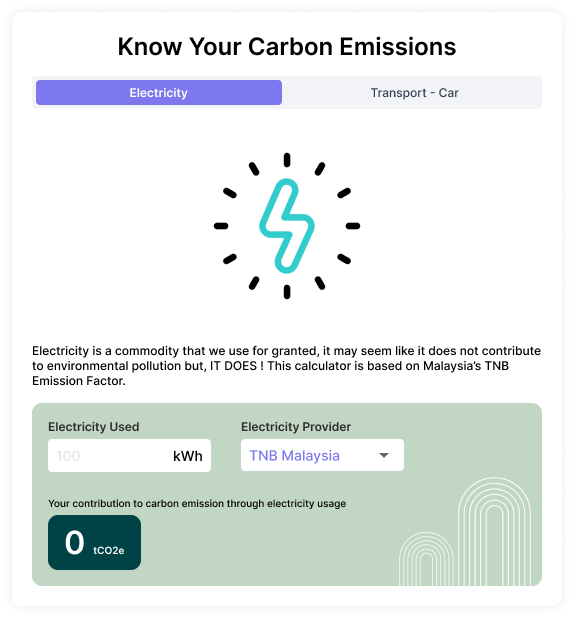 Know Your Carbon Emissions
Electricity
Transport - Car
Electricity is a commodity that we use for granted, it may seem like it does not contribute
to environmental pollution but, IT DOES ! This calculator is based on Malaysia’s TNB
Emission Factor.
Electricity Used
Electricity Provider
100 kWh
TNB Malaysia
Your contribution to carbon emission through electricity usage
0 tCO2e